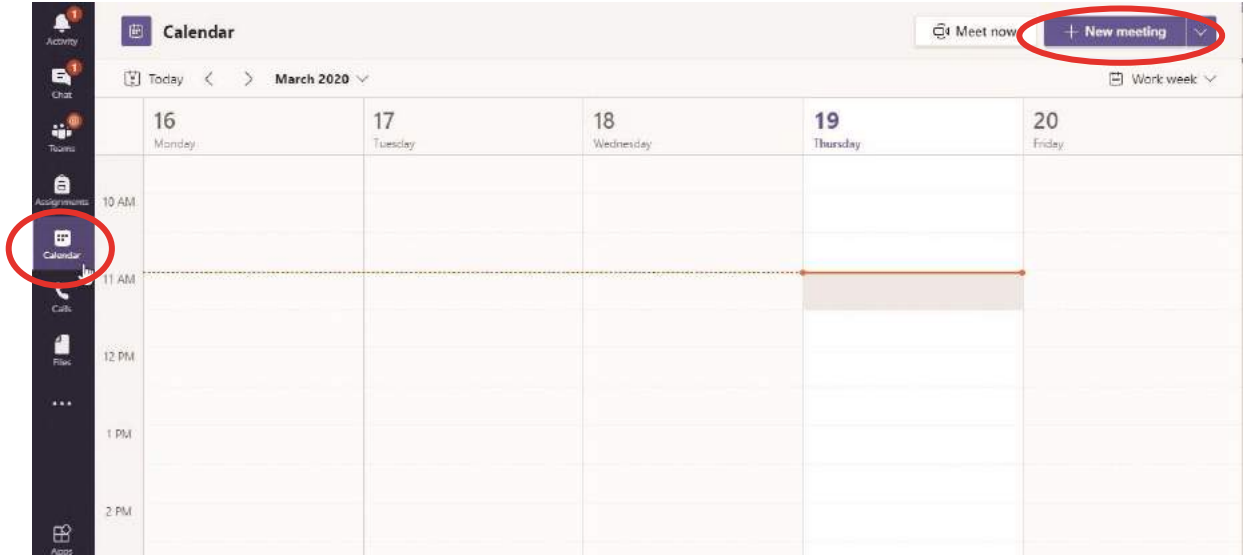 Activity
1
Chat
1
Teams
Assignments
Calendar
Calls
Files
...
Apps
Calendar
Meet now
+ New meeting
Today < > March 2020
Work week
16
Monday
17
Tuesday
18
Wednesday
19
Thursday
20
Friday
10 AM
11 AM
12 PM
1 PM
2 PM